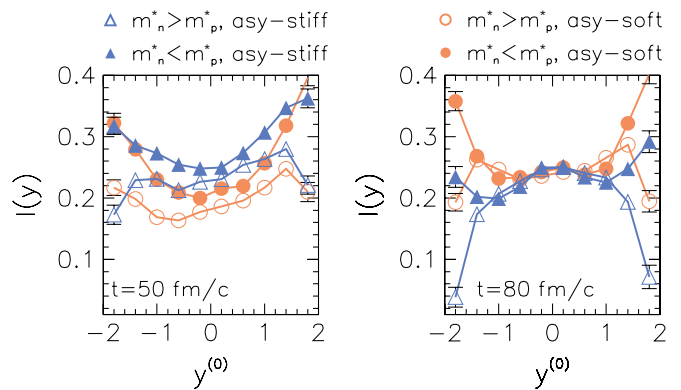 △ m*n>m*p, asy-stiff
▲ m*n<m*p, asy-stiff
○ m*n>m*p, asy-soft
● m*n<m*p, asy-soft
I(y)
0.4
0.3
0.2
0.1
t=50 fm/c
-2 -1 0 1 2
y(0)
I(y)
0.4
0.3
0.2
0.1
t=80 fm/c
-2 -1 0 1 2
y(0)